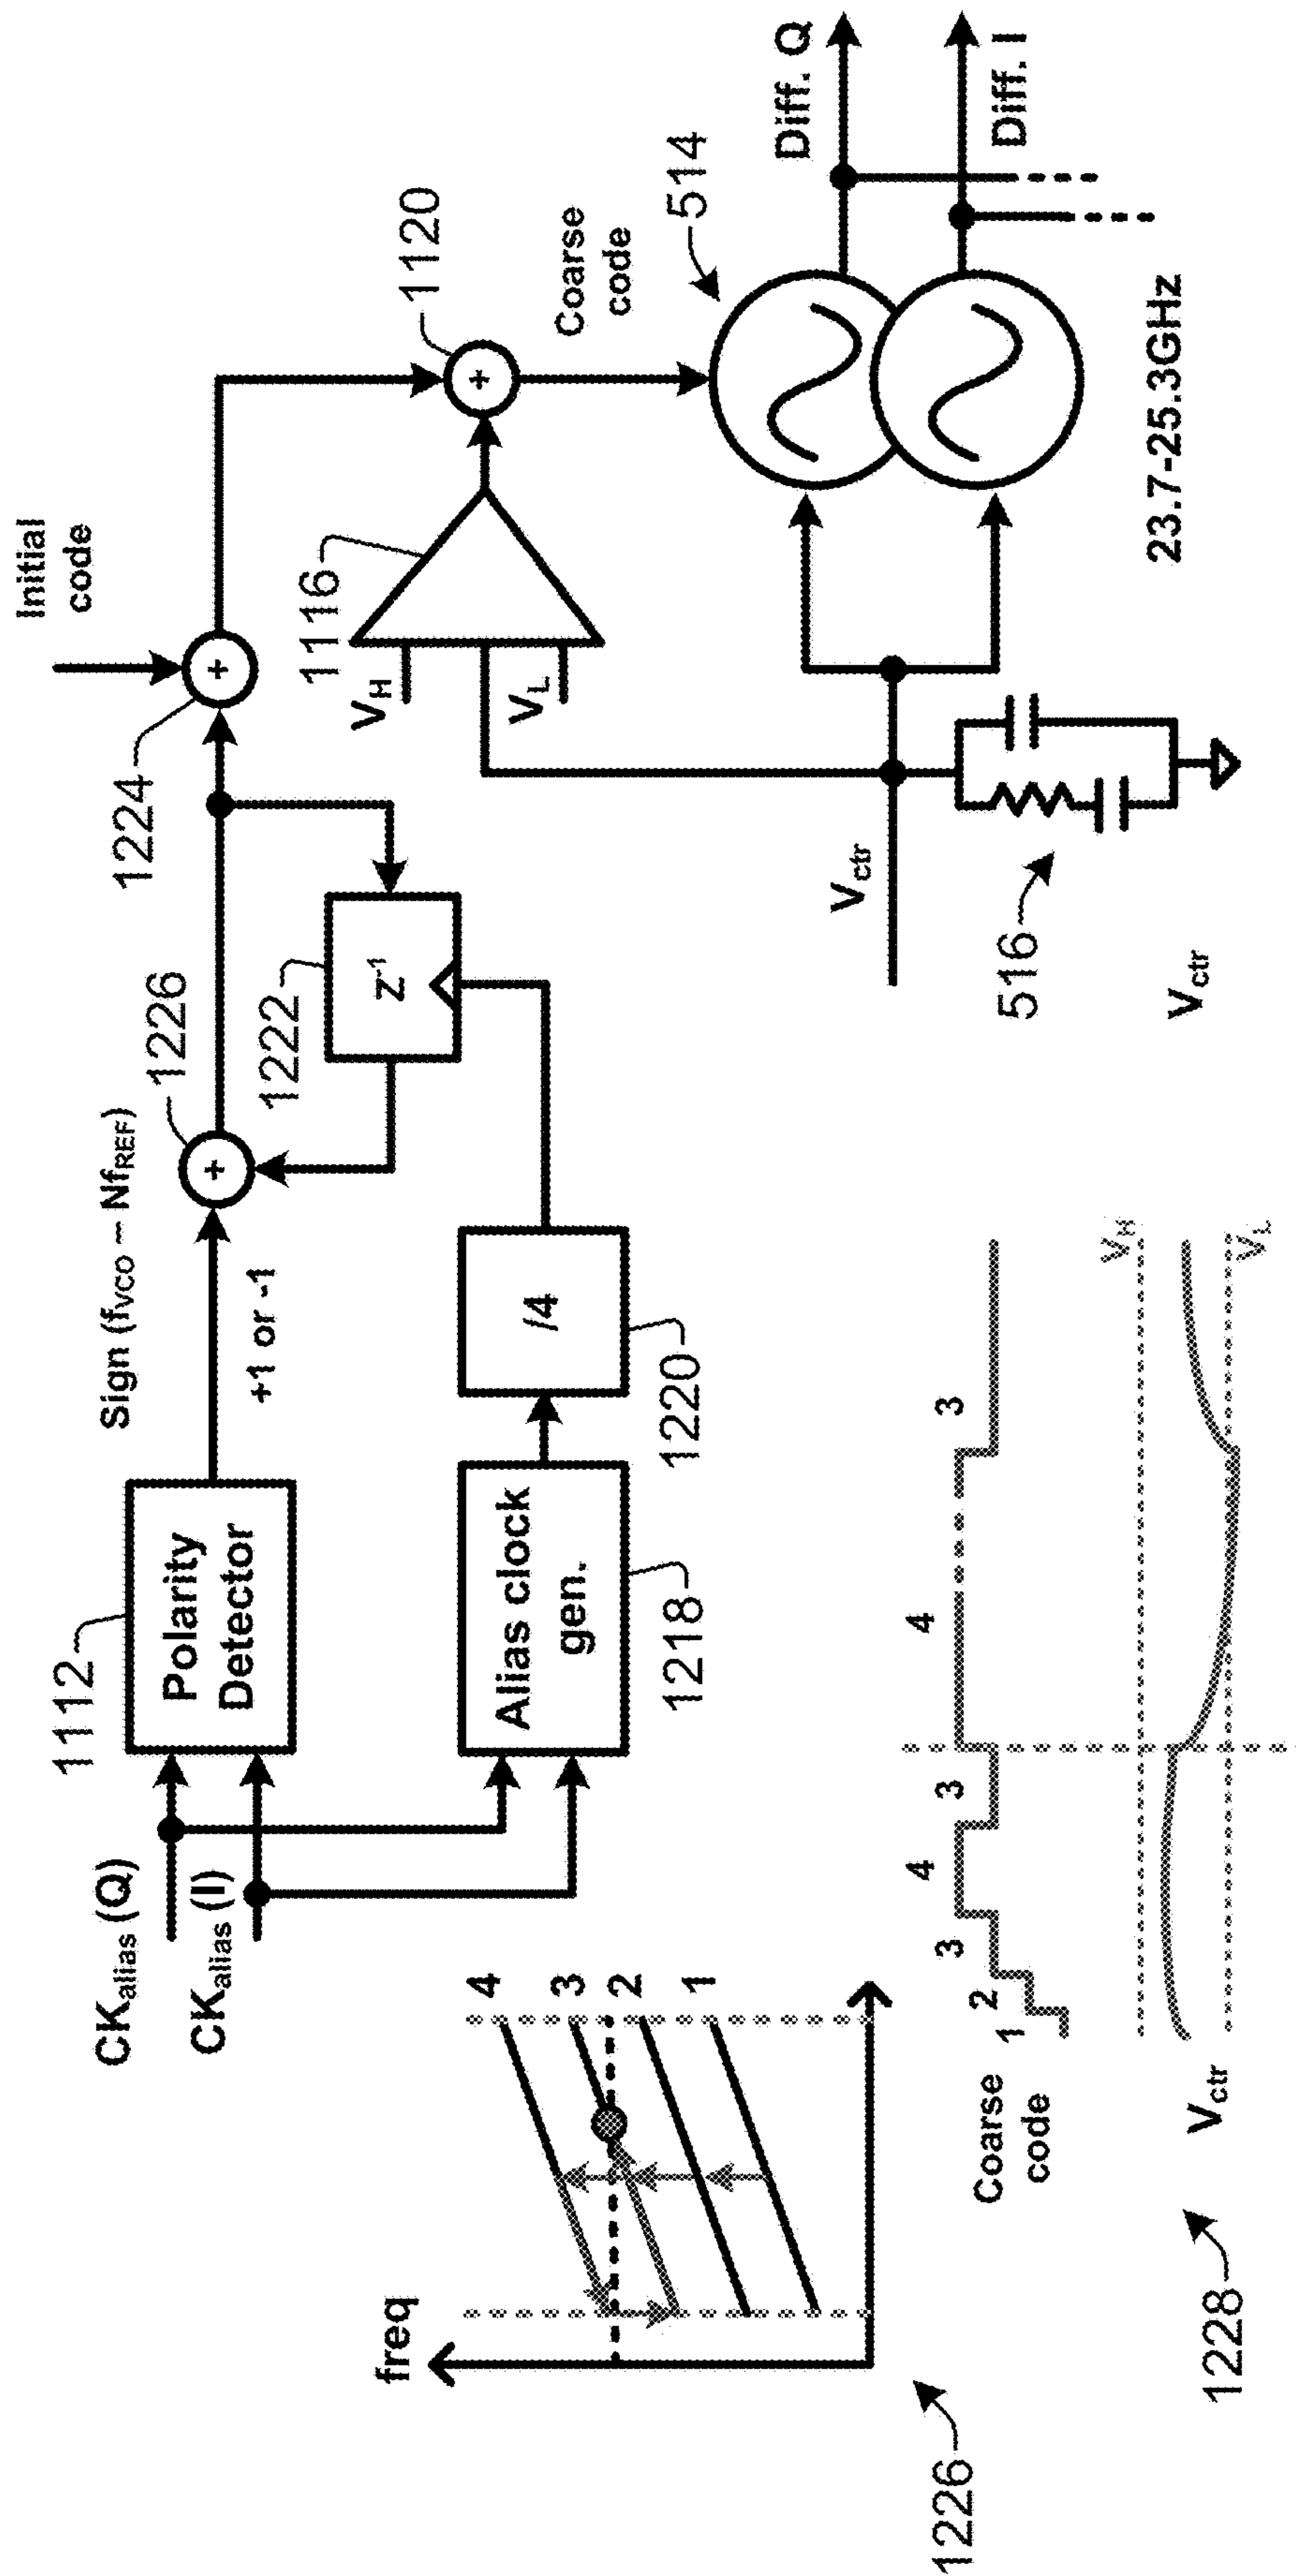 Initial
code
1224
Sign (fVCO – NfREF)
1226
+
+
1112
Polarity
Detector
+1 or -1
1222
Z-1
1120
+
Coarse
code
CKalias (Q)
CKalias (I)
1116
VH
VL
514
Diff. Q
Diff. I
Alias clock
gen.
/4
1218
1220
Vctr
516
23.7-25.3GHz
freq
4
3
2
1
Vctr
1226
Coarse
code
1 2 3 4 3 4 3
Vctr
VH
VL
1228